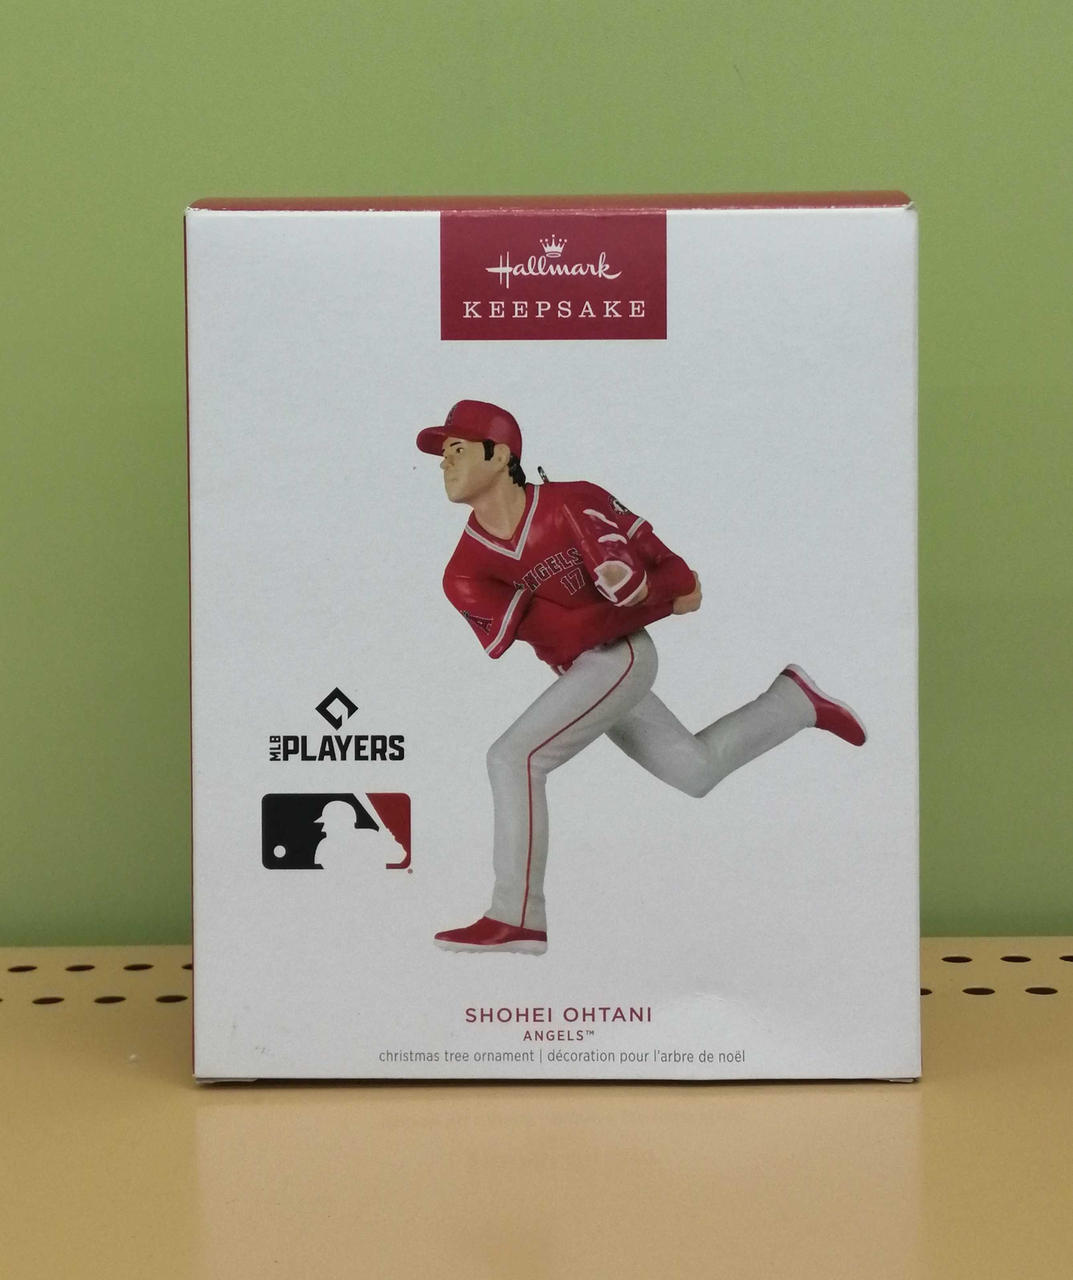 Hallmark
KEEPSAKE
ANGELS
17
A
MLB PLAYERS
SHOHEI OHTANI
ANGELS™
christmas tree ornament | décoration pour l'arbre de noël